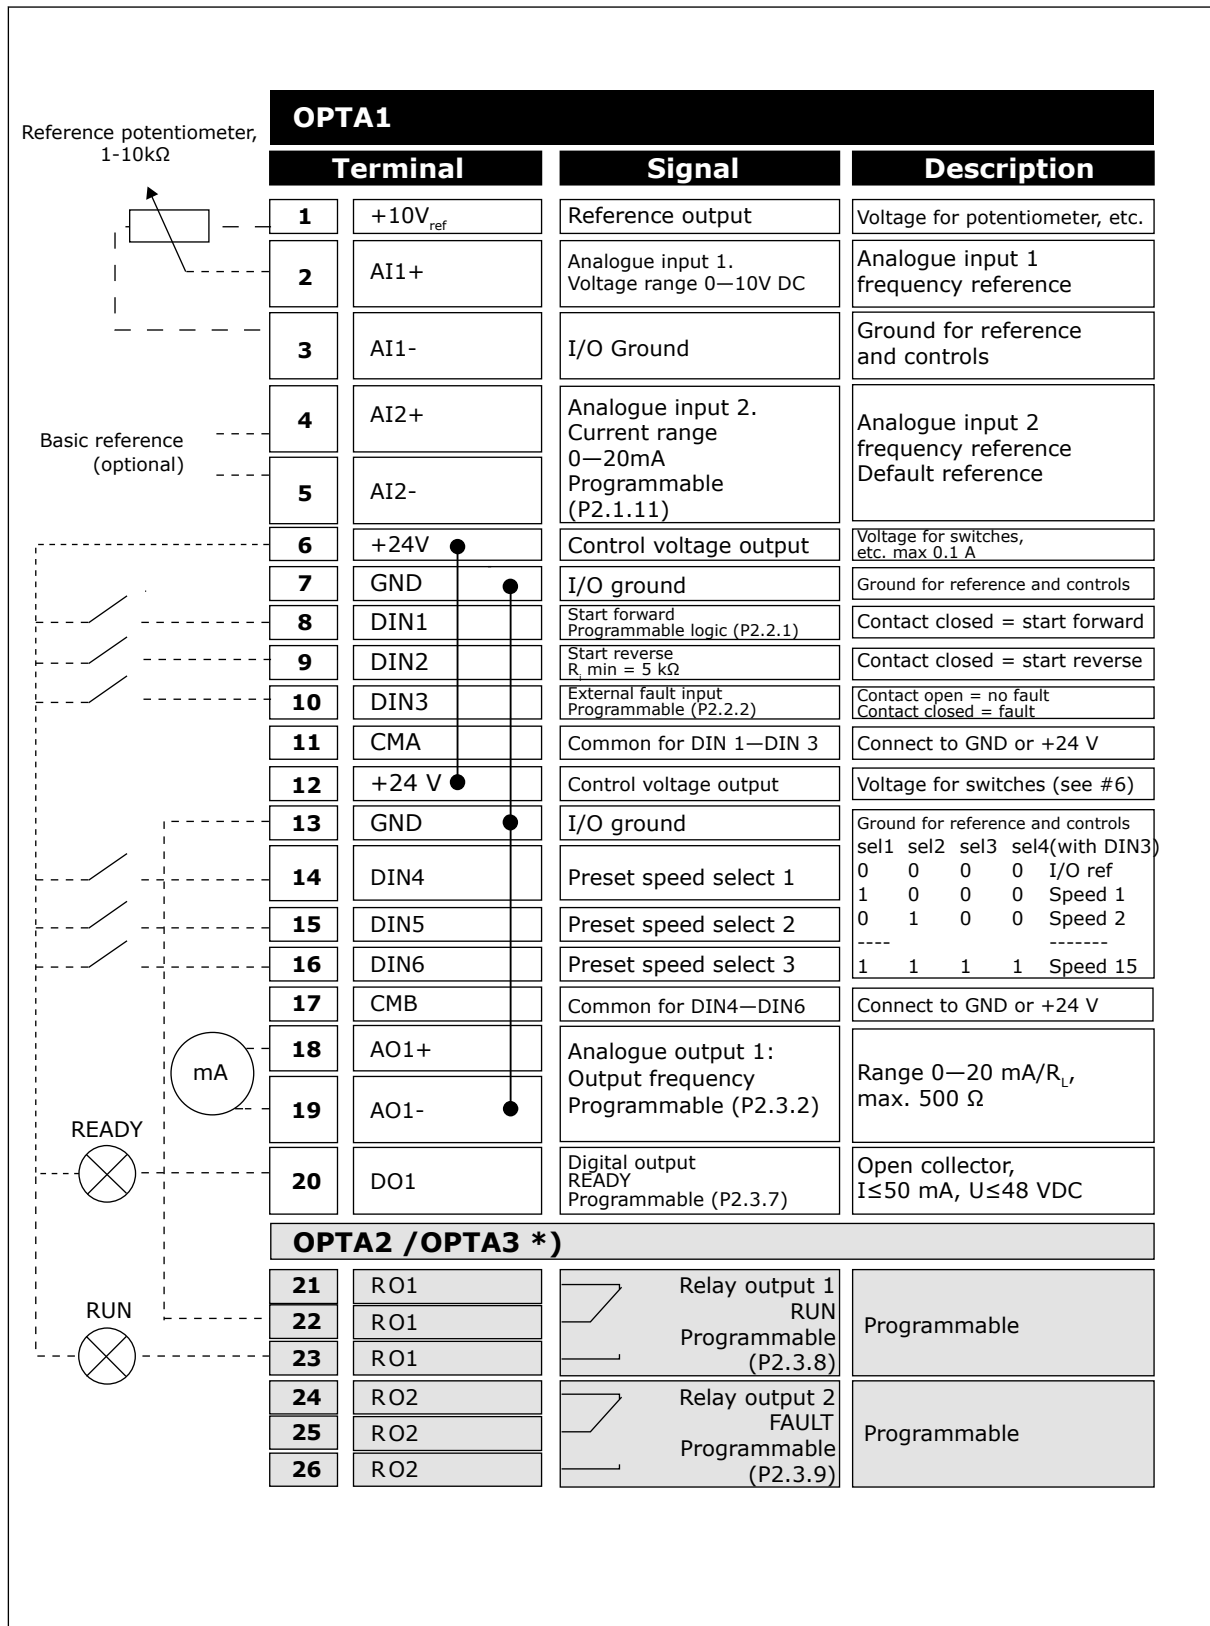 OPTA1
Reference potentiometer,
1-10kΩ
Terminal Signal Description
1 +10Vref Reference output Voltage for potentiometer, etc.
2 AI1+ Analogue input 1.
Voltage range 0—10V DC
Analogue input 1
frequency reference
3 AI1- I/O Ground
Ground for reference
and controls
Basic reference
(optional)
4 AI2+
5 AI2-
Analogue input 2.
Current range
0—20mA
Programmable
(P2.1.11)
Analogue input 2
frequency reference
Default reference
6 +24V Control voltage output
Voltage for switches,
etc. max 0.1 A
7 GND I/O ground Ground for reference and controls
8 DIN1
Start forward
Programmable logic (P2.2.1)
Contact closed = start forward
9 DIN2
Start reverse
Ri min = 5 kΩ
Contact closed = start reverse
10 DIN3
External fault input
Programmable (P2.2.2)
Contact open = no fault
Contact closed = fault
11 CMA Common for DIN 1—DIN 3 Connect to GND or +24 V
12 +24 V Control voltage output Voltage for switches (see #6)
13 GND I/O ground
14 DIN4 Preset speed select 1
15 DIN5 Preset speed select 2
16 DIN6 Preset speed select 3
Ground for reference and controls
sel1 sel2 sel3 sel4(with DIN3)
0 0 0 0 I/O ref
1 0 0 0 Speed 1
0 1 0 0 Speed 2
---- -------
1 1 1 1 Speed 15
17 CMB Common for DIN4—DIN6 Connect to GND or +24 V
mA
18 AO1+
19 AO1-
Analogue output 1:
Output frequency
Programmable (P2.3.2)
Range 0—20 mA/RL,
max. 500 Ω
READY
20 DO1
Digital output
READY
Programmable (P2.3.7)
Open collector,
I≤50 mA, U≤48 VDC
OPTA2 /OPTA3 *)
RUN
21 RO1
22 RO1
23 RO1
Relay output 1
RUN
Programmable
(P2.3.8)
Programmable
24 RO2
25 RO2
26 RO2
Relay output 2
FAULT
Programmable
(P2.3.9)
Programmable